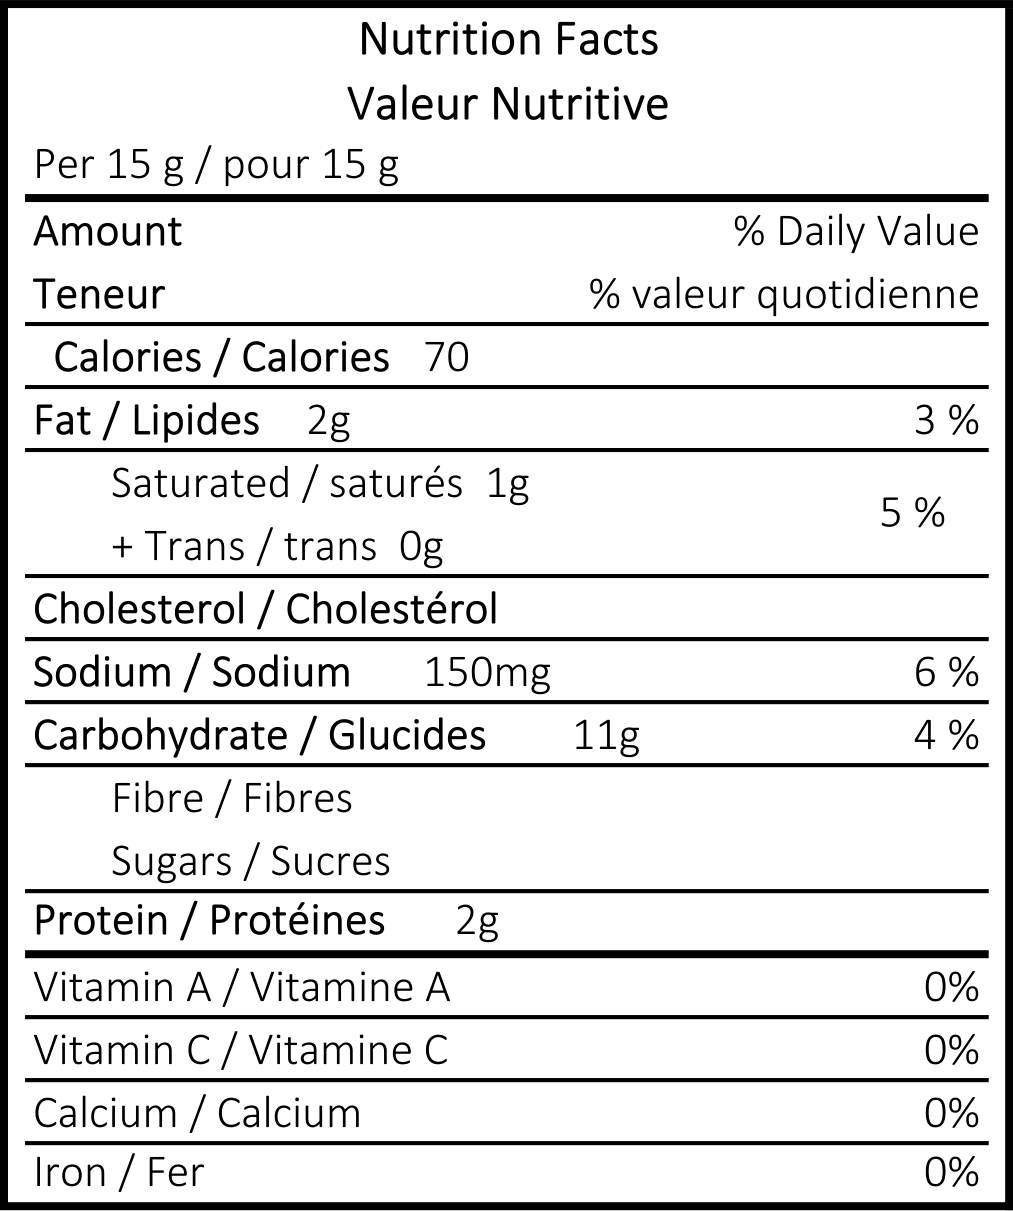 Nutrition Facts
Valeur Nutritive
Per 15 g / pour 15 g
Amount % Daily Value
Teneur % valeur quotidienne
Calories / Calories 70
Fat / Lipides 2g 3 %
Saturated / saturés 1g
5 %
+ Trans / trans 0g
Cholesterol / Cholestérol
Sodium / Sodium 150mg 6 %
Carbohydrate / Glucides 11g 4 %
Fibre / Fibres
Sugars / Sucres
Protein / Protéines 2g
Vitamin A / Vitamine A 0%
Vitamin C / Vitamine C 0%
Calcium / Calcium 0%
Iron / Fer 0%